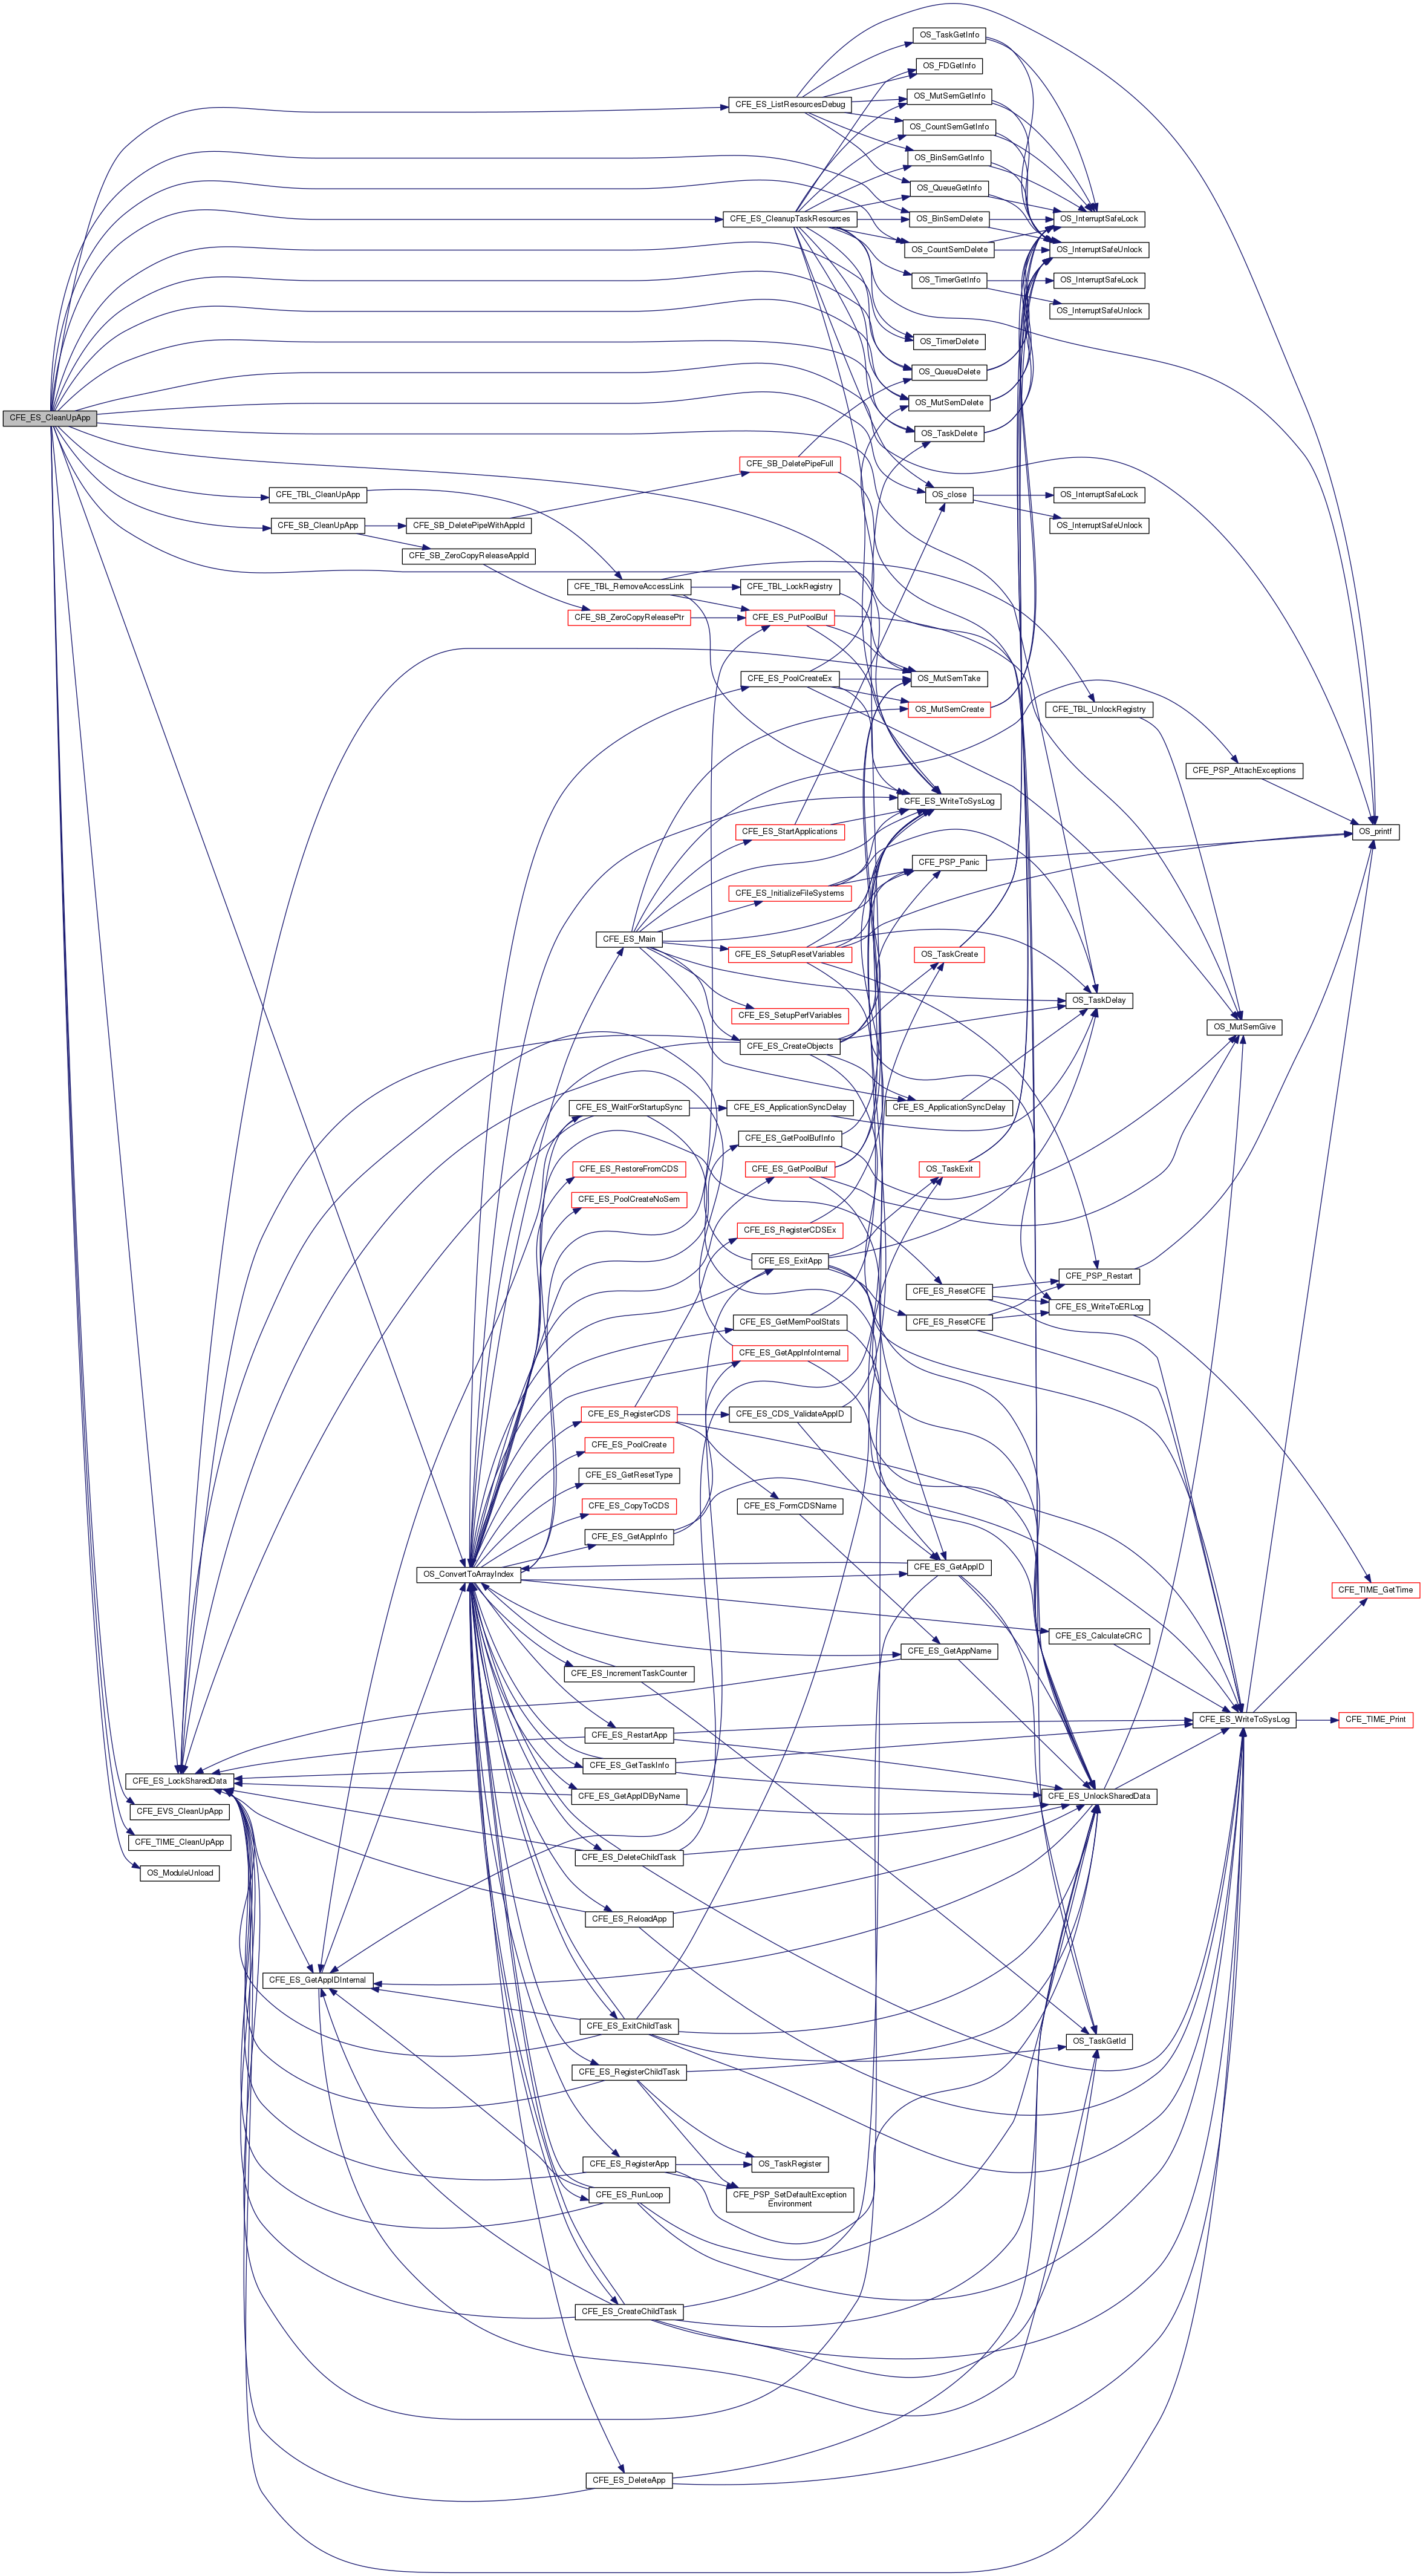 OS_TaskGetInfo
OS_FDGetInfo
OS_MutSemGetInfo
CFE_ES_ListResourcesDebug
OS_CountSemGetInfo
OS_BinSemGetInfo
OS_QueueGetInfo
CFE_ES_CleanupTaskResources
OS_BinSemDelete
OS_InterruptSafeLock
OS_CountSemDelete
OS_InterruptSafeUnlock
OS_TimerGetInfo
OS_InterruptSafeLock
OS_InterruptSafeUnlock
OS_TimerDelete
OS_QueueDelete
OS_MutSemDelete
CFE_ES_CleanUpApp
OS_TaskDelete
CFE_SB_DeletePipeFull
CFE_TBL_CleanUpApp
OS_close
OS_InterruptSafeLock
CFE_SB_CleanUpApp
CFE_SB_DeletePipeWithAppId
OS_InterruptSafeUnlock
CFE_SB_ZeroCopyReleaseAppId
CFE_TBL_RemoveAccessLink
CFE_TBL_LockRegistry
CFE_SB_ZeroCopyReleasePtr
CFE_ES_PutPoolBuf
CFE_ES_PoolCreateEx
OS_MutSemTake
OS_MutSemCreate
CFE_TBL_UnlockRegistry
CFE_PSP_AttachExceptions
CFE_ES_WriteToSysLog
CFE_ES_StartApplications
OS_printf
CFE_PSP_Panic
CFE_ES_InitializeFileSystems
CFE_ES_Main
CFE_ES_SetupResetVariables
OS_TaskCreate
OS_TaskDelay
CFE_ES_SetupPerfVariables
OS_MutSemGive
CFE_ES_CreateObjects
CFE_ES_WaitForStartupSync
CFE_ES_ApplicationSyncDelay
CFE_ES_ApplicationSyncDelay
CFE_ES_GetPoolBufInfo
CFE_ES_RestoreFromCDS
CFE_ES_GetPoolBuf
OS_TaskExit
CFE_ES_PoolCreateNoSem
CFE_ES_RegisterCDSEx
CFE_ES_ExitApp
CFE_PSP_Restart
CFE_ES_ResetCFE
CFE_ES_WriteToERLog
CFE_ES_GetMemPoolStats
CFE_ES_ResetCFE
CFE_ES_GetAppInfoInternal
CFE_ES_RegisterCDS
CFE_ES_CDS_ValidateAppID
CFE_ES_PoolCreate
CFE_ES_GetResetType
CFE_ES_CopyToCDS
CFE_ES_FormCDSName
CFE_ES_GetAppInfo
OS_ConvertToArrayIndex
CFE_ES_GetAppID
CFE_TIME_GetTime
CFE_ES_CalculateCRC
CFE_ES_GetAppName
CFE_ES_IncrementTaskCounter
CFE_ES_RestartApp
CFE_ES_WriteToSysLog
CFE_TIME_Print
CFE_ES_GetTaskInfo
CFE_ES_LockSharedData
CFE_ES_GetAppIDByName
CFE_ES_UnlockSharedData
CFE_EVS_CleanUpApp
CFE_TIME_CleanUpApp
CFE_ES_DeleteChildTask
OS_ModuleUnload
CFE_ES_ReloadApp
CFE_ES_GetAppIDInternal
CFE_ES_ExitChildTask
OS_TaskGetId
CFE_ES_RegisterChildTask
CFE_ES_RegisterApp
OS_TaskRegister
CFE_ES_RunLoop
CFE_PSP_SetDefaultException
Environment
CFE_ES_CreateChildTask
CFE_ES_DeleteApp